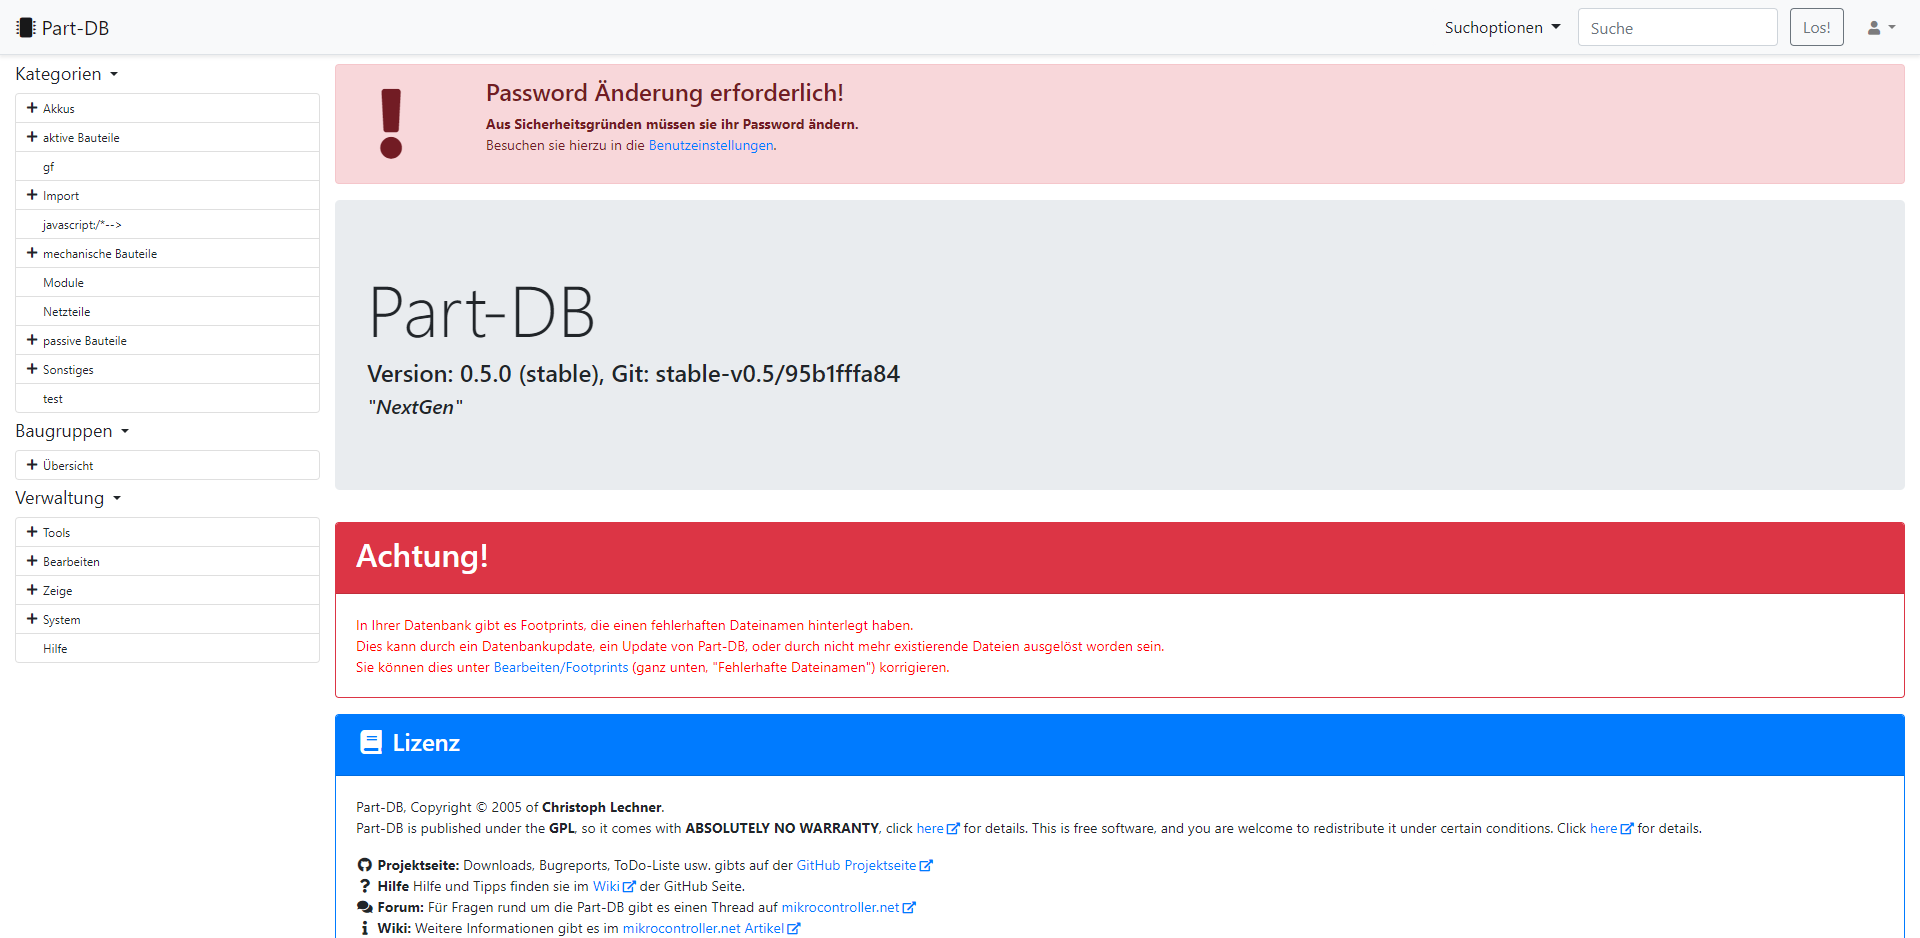 Part-DB
Suchoptionen
Suche
Los!
Kategorien
Akkus
aktive Bauteile
gf
Import
javascript:/*-->
mechanische Bauteile
Module
Netzteile
passive Bauteile
Sonstiges
test
Baugruppen
Übersicht
Verwaltung
Tools
Bearbeiten
Zeige
System
Hilfe
Password Änderung erforderlich!
Aus Sicherheitsgründen müssen sie ihr Password ändern.
Besuchen sie hierzu in die Benutzeinstellungen.
Part-DB
Version: 0.5.0 (stable), Git: stable-v0.5/95b1fffa84
"NextGen"
Achtung!
In Ihrer Datenbank gibt es Footprints, die einen fehlerhaften Dateinamen hinterlegt haben.
Dies kann durch ein Datenbankupdate, ein Update von Part-DB, oder durch nicht mehr existierende Dateien ausgelöst worden sein.
Sie können dies unter Bearbeiten/Footprints (ganz unten, "Fehlerhafte Dateinamen") korrigieren.
Lizenz
Part-DB, Copyright © 2005 of Christoph Lechner.
Part-DB is published under the GPL, so it comes with ABSOLUTELY NO WARRANTY, click here for details. This is free software, and you are welcome to redistribute it under certain conditions. Click here for details.
Projektseite: Downloads, Bugreports, ToDo-Liste usw. gibts auf der GitHub Projektseite
Hilfe Hilfe und Tipps finden sie im Wiki der GitHub Seite.
Forum: Für Fragen rund um die Part-DB gibt es einen Thread auf mikrocontroller.net
Wiki: Weitere Informationen gibt es im mikrocontroller.net Artikel